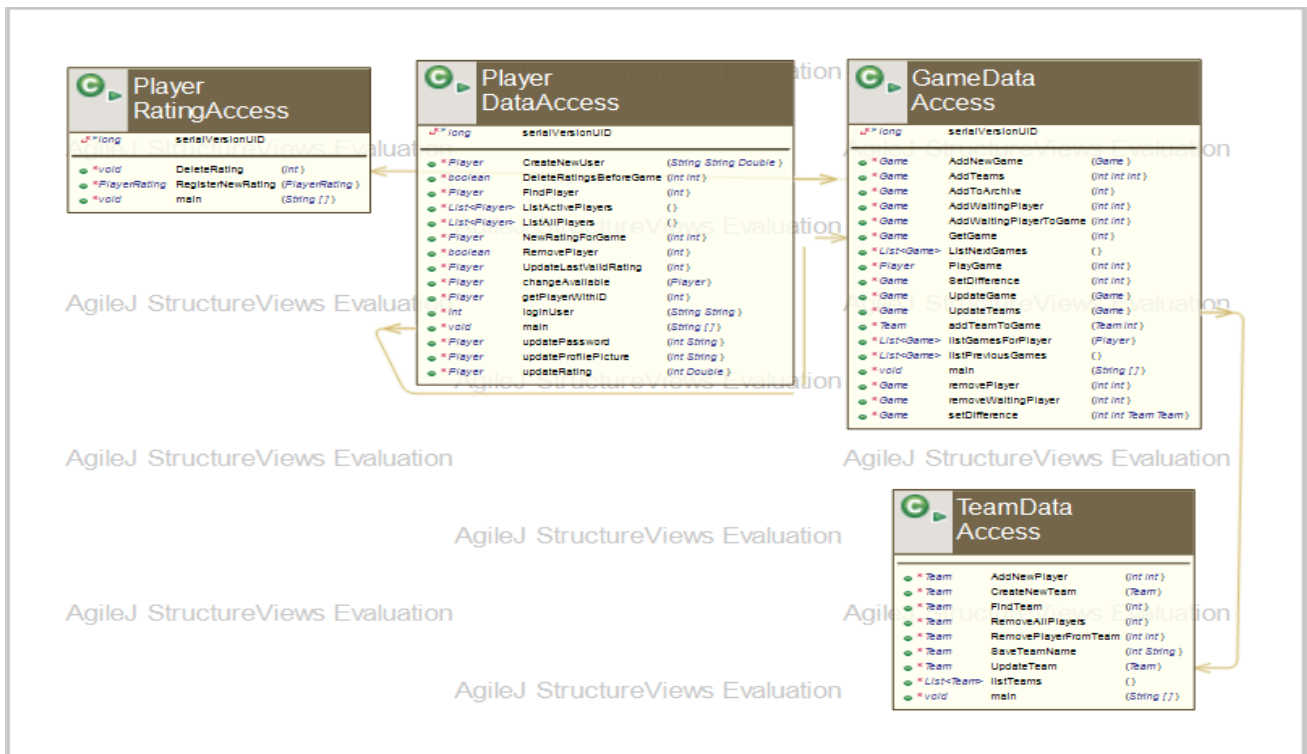 Player
RatingAccess
long serialVersionUID
*void DeleteRating (int)
*PlayerRating RegisterNewRating (PlayerRating)
*void main (String [])
Player
DataAccess
long serialVersionUID
*Player CreateNewUser (String String Double)
*boolean DeleteRatingsBeforeGame (int int)
*Player FindPlayer (int)
*List<Player> ListActivePlayers ()
*List<Player> ListAllPlayers ()
*Player NewRatingForGame (int int)
*boolean RemovePlayer (int)
*Player UpdateLastValidRating (int)
*Player changeAvailable (Player)
*Player getPlayerWithID (int)
*int loginUser (String String)
*void main (String [])
*Player updatePassword (int String)
*Player updateProfilePicture (int String)
*Player updateRating (int Double)
GameData
Access
long serialVersionUID
*Game AddNewGame (Game)
*Game AddTeams (int int int)
*Game AddToArchive (int)
*Game AddWaitingPlayer (int int)
*Game AddWaitingPlayerToGame (int int)
*Game GetGame (int)
*List<Game> ListNextGames ()
*Player PlayGame (int int)
*Game SetDifference (int int)
*Game UpdateGame (Game)
*Game UpdateTeams (Game)
*Team addTeamToGame (Team int)
*List<Game> listGamesForPlayer (Player)
*List<Game> listPreviousGames ()
*void main (String [])
*Game removePlayer (int int)
*Game removeWaitingPlayer (int int)
*Game setDifference (int int Team Team)
TeamData
Access
*Team AddNewPlayer (int int)
*Team CreateNewTeam (Team)
*Team FindTeam (int)
*Team RemoveAllPlayers (int)
*Team RemovePlayerFromTeam (int int)
*Team SaveTeamName (int String)
*Team UpdateTeam (Team)
*List<Team> listTeams ()
*void main (String [])
AgileJ StructureViews Evaluation
AgileJ StructureViews Evaluation
AgileJ StructureViews Evaluation
AgileJ StructureViews Evaluation
AgileJ StructureViews Evaluation
AgileJ StructureViews Evaluation
AgileJ StructureViews Evaluation